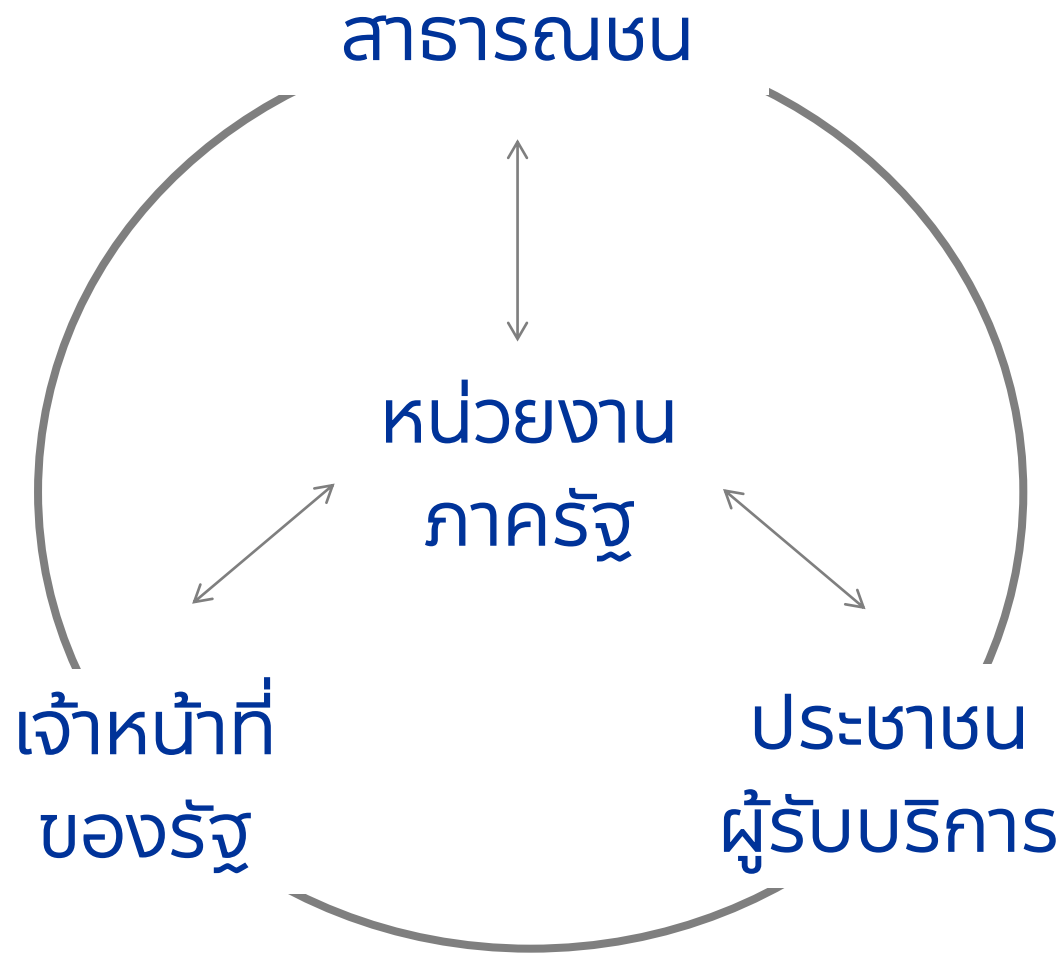 สาธารณชน
หน่วยงาน
ภาครัฐ
เจ้าหน้าที่
ของรัฐ
ประชาชน
ผู้รับบริการ